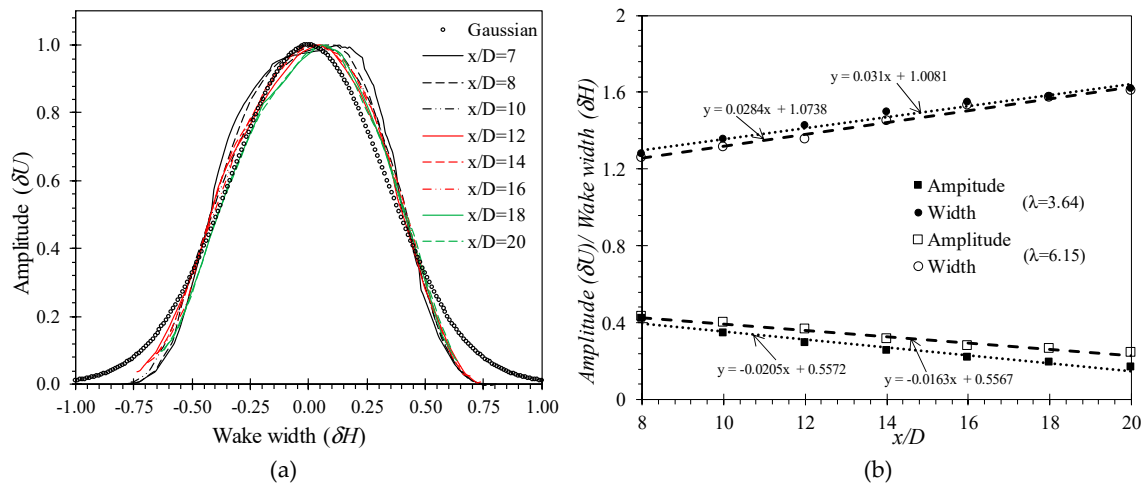 Gaussian
x/D=7
x/D=8
x/D=10
x/D=12
x/D=14
x/D=16
x/D=18
x/D=20
1.0
0.8
0.6
0.4
0.2
0.0
-1.00 -0.75 -0.50 -0.25 0.00 0.25 0.50 0.75 1.00
Amplitude (δU)
Wake width (δH)
(a)
2
1.6
1.2
0.8
0.4
0
8 10 12 14 16 18 20
Amplitude (δU)/ Wake width (δH)
x/D
y = 0.031x + 1.0081
y = 0.0284x + 1.0738
Ampitude
Width
(λ=3.64)
Amplitude
Width
(λ=6.15)
y = -0.0205x + 0.5572
y = -0.0163x + 0.5567
(b)